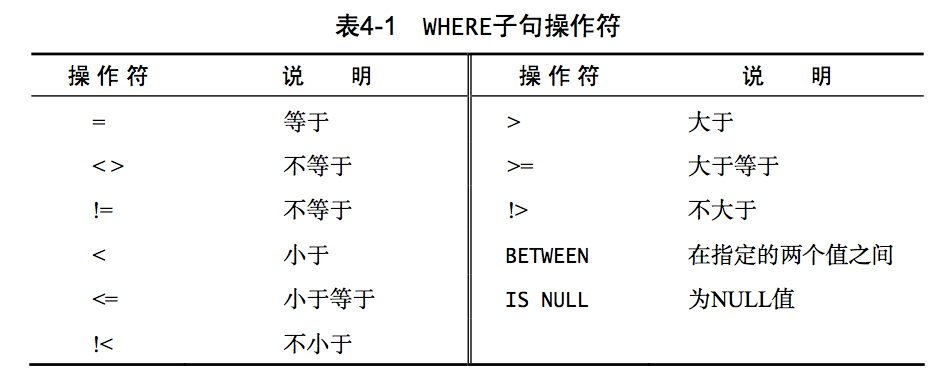 表4-1 WHERE子句操作符
操作符 说 明 操作符 说 明
= 等于 > 大于
< > 不等于 >= 大于等于
!= 不等于 !> 不大于
< 小于 BETWEEN 在指定的两个值之间
<= 小于等于 IS NULL 为NULL值
!< 不小于